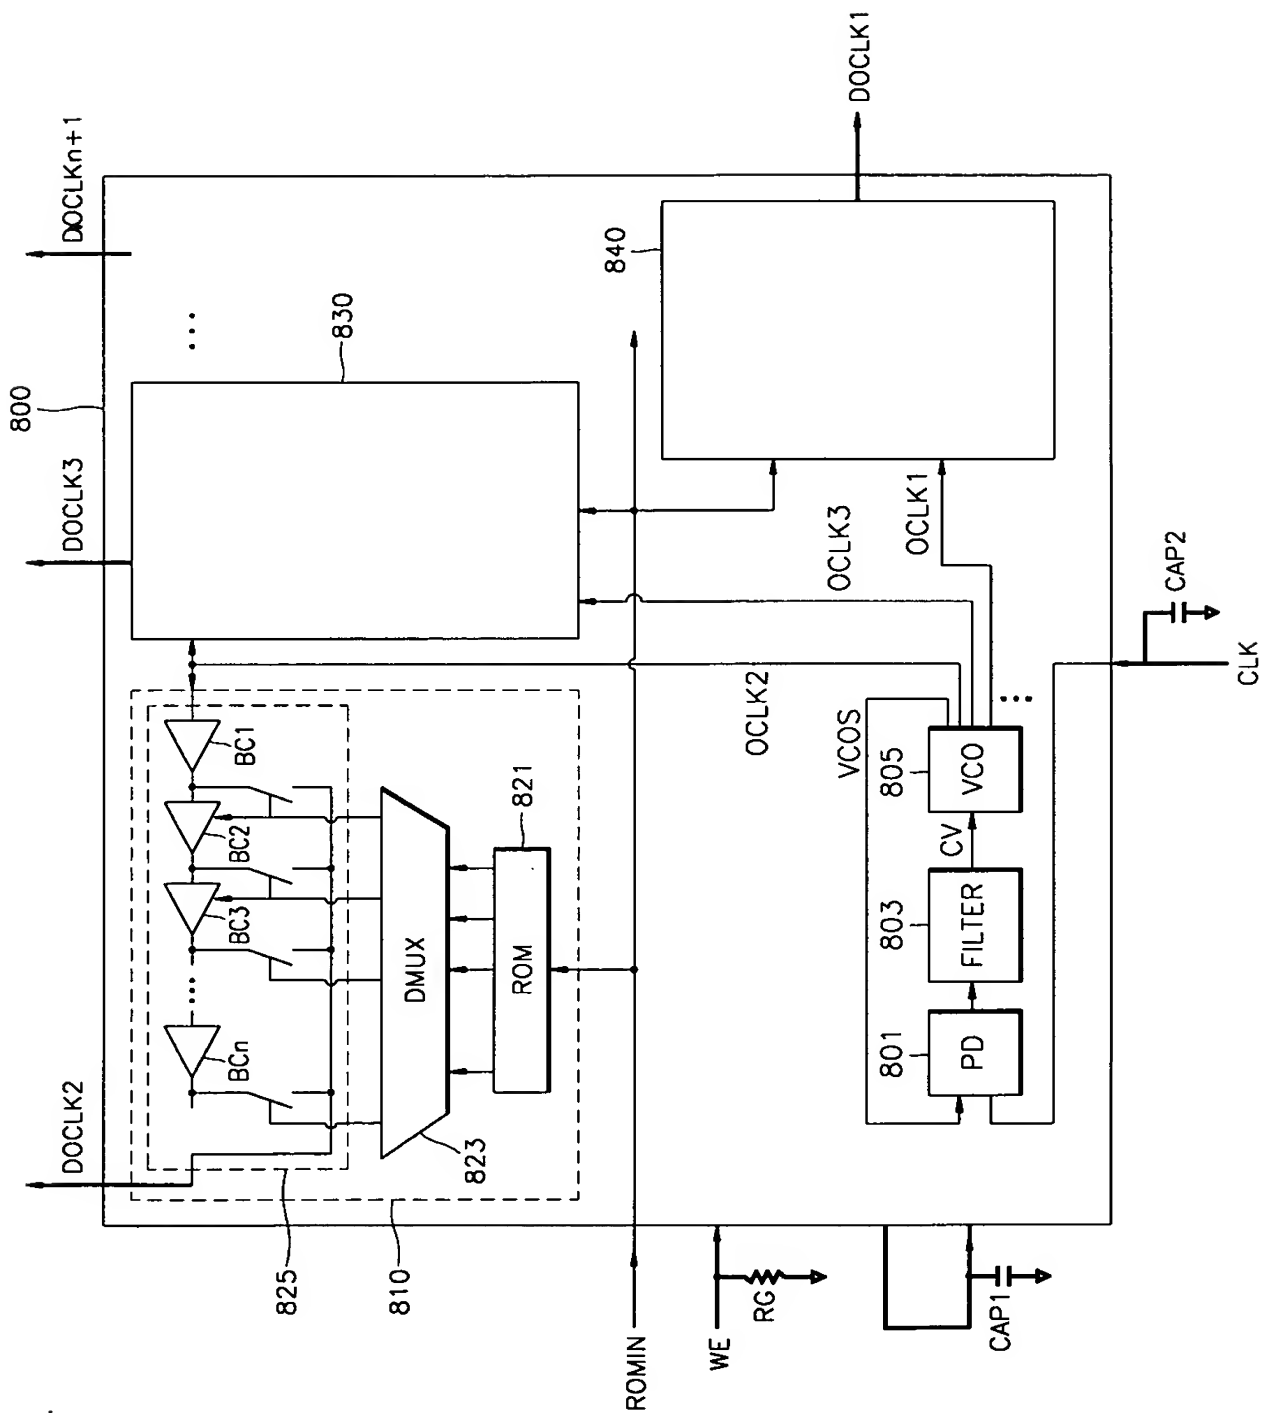 DOCLK2
DOCLK3
DOCLKn+1
800
BCn
BC3
BC2
BC1
...
...
830
825
810
823
DMUX
821
ROM
840
DOCLK1
ROMIN
WE
RG
CAP1
OCLK2
OCLK3
OCLK1
VCOS
801
PD
803
FILTER
CV
805
VCO
...
CLK
CAP2